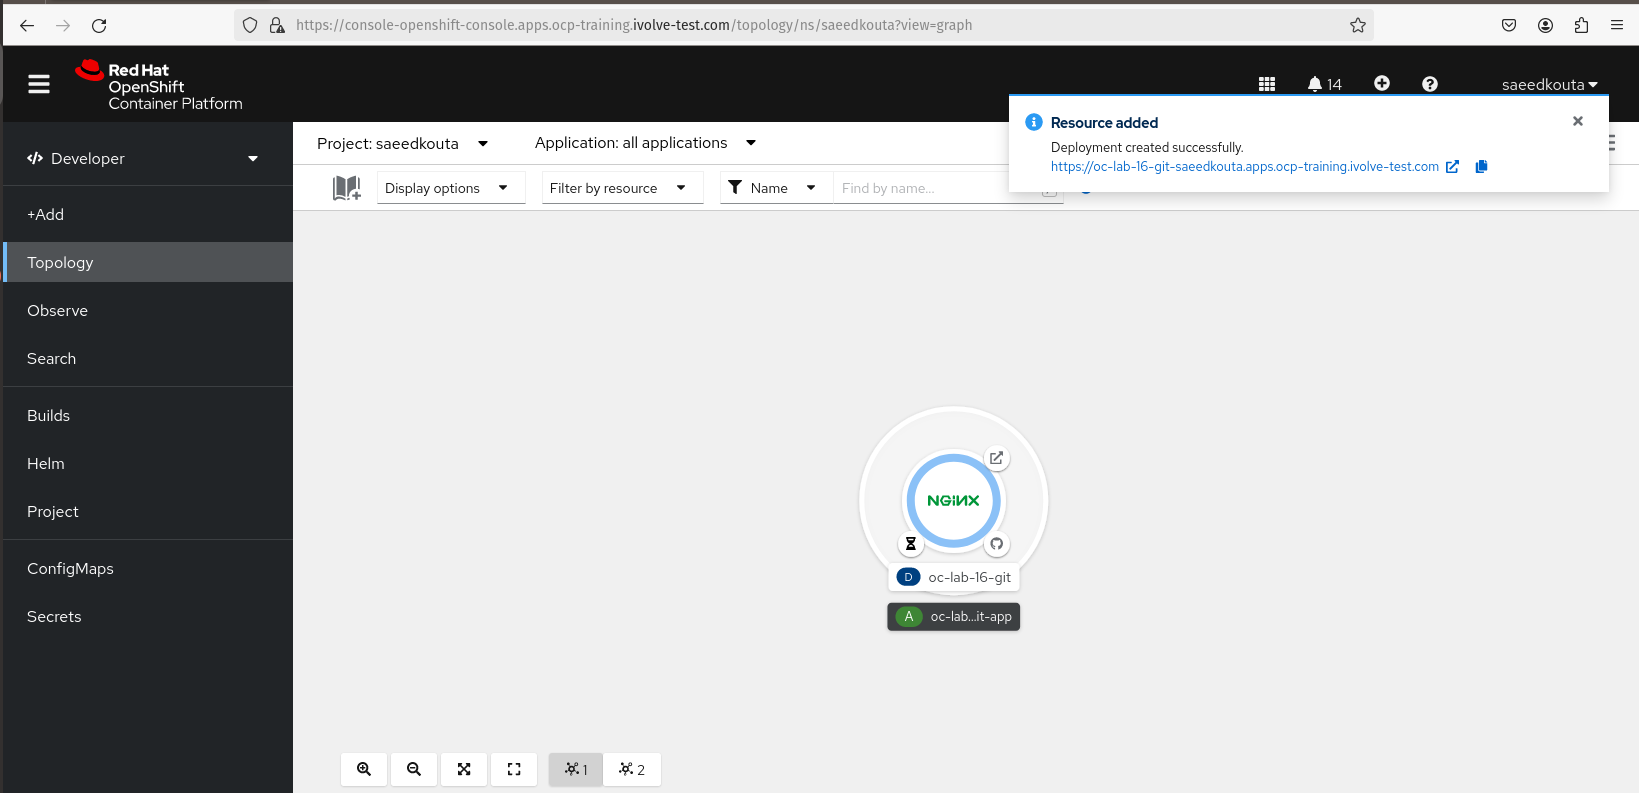 https://console-openshift-console.apps.ocp-training.ivolve-test.com/topology/ns/saeedkouta?view=graph
Red Hat
OpenShift
Container Platform
14
saeedkouta
Developer
+Add
Topology
Observe
Search
Builds
Helm
Project
ConfigMaps
Secrets
Project: saeedkouta
Application: all applications
Resource added
Deployment created successfully.
https://oc-lab-16-git-saeedkouta.apps.ocp-training.ivolve-test.com
Display options
Filter by resource
Name
Find by name...
NGINX
D oc-lab-16-git
A oc-lab...it-app
1
2